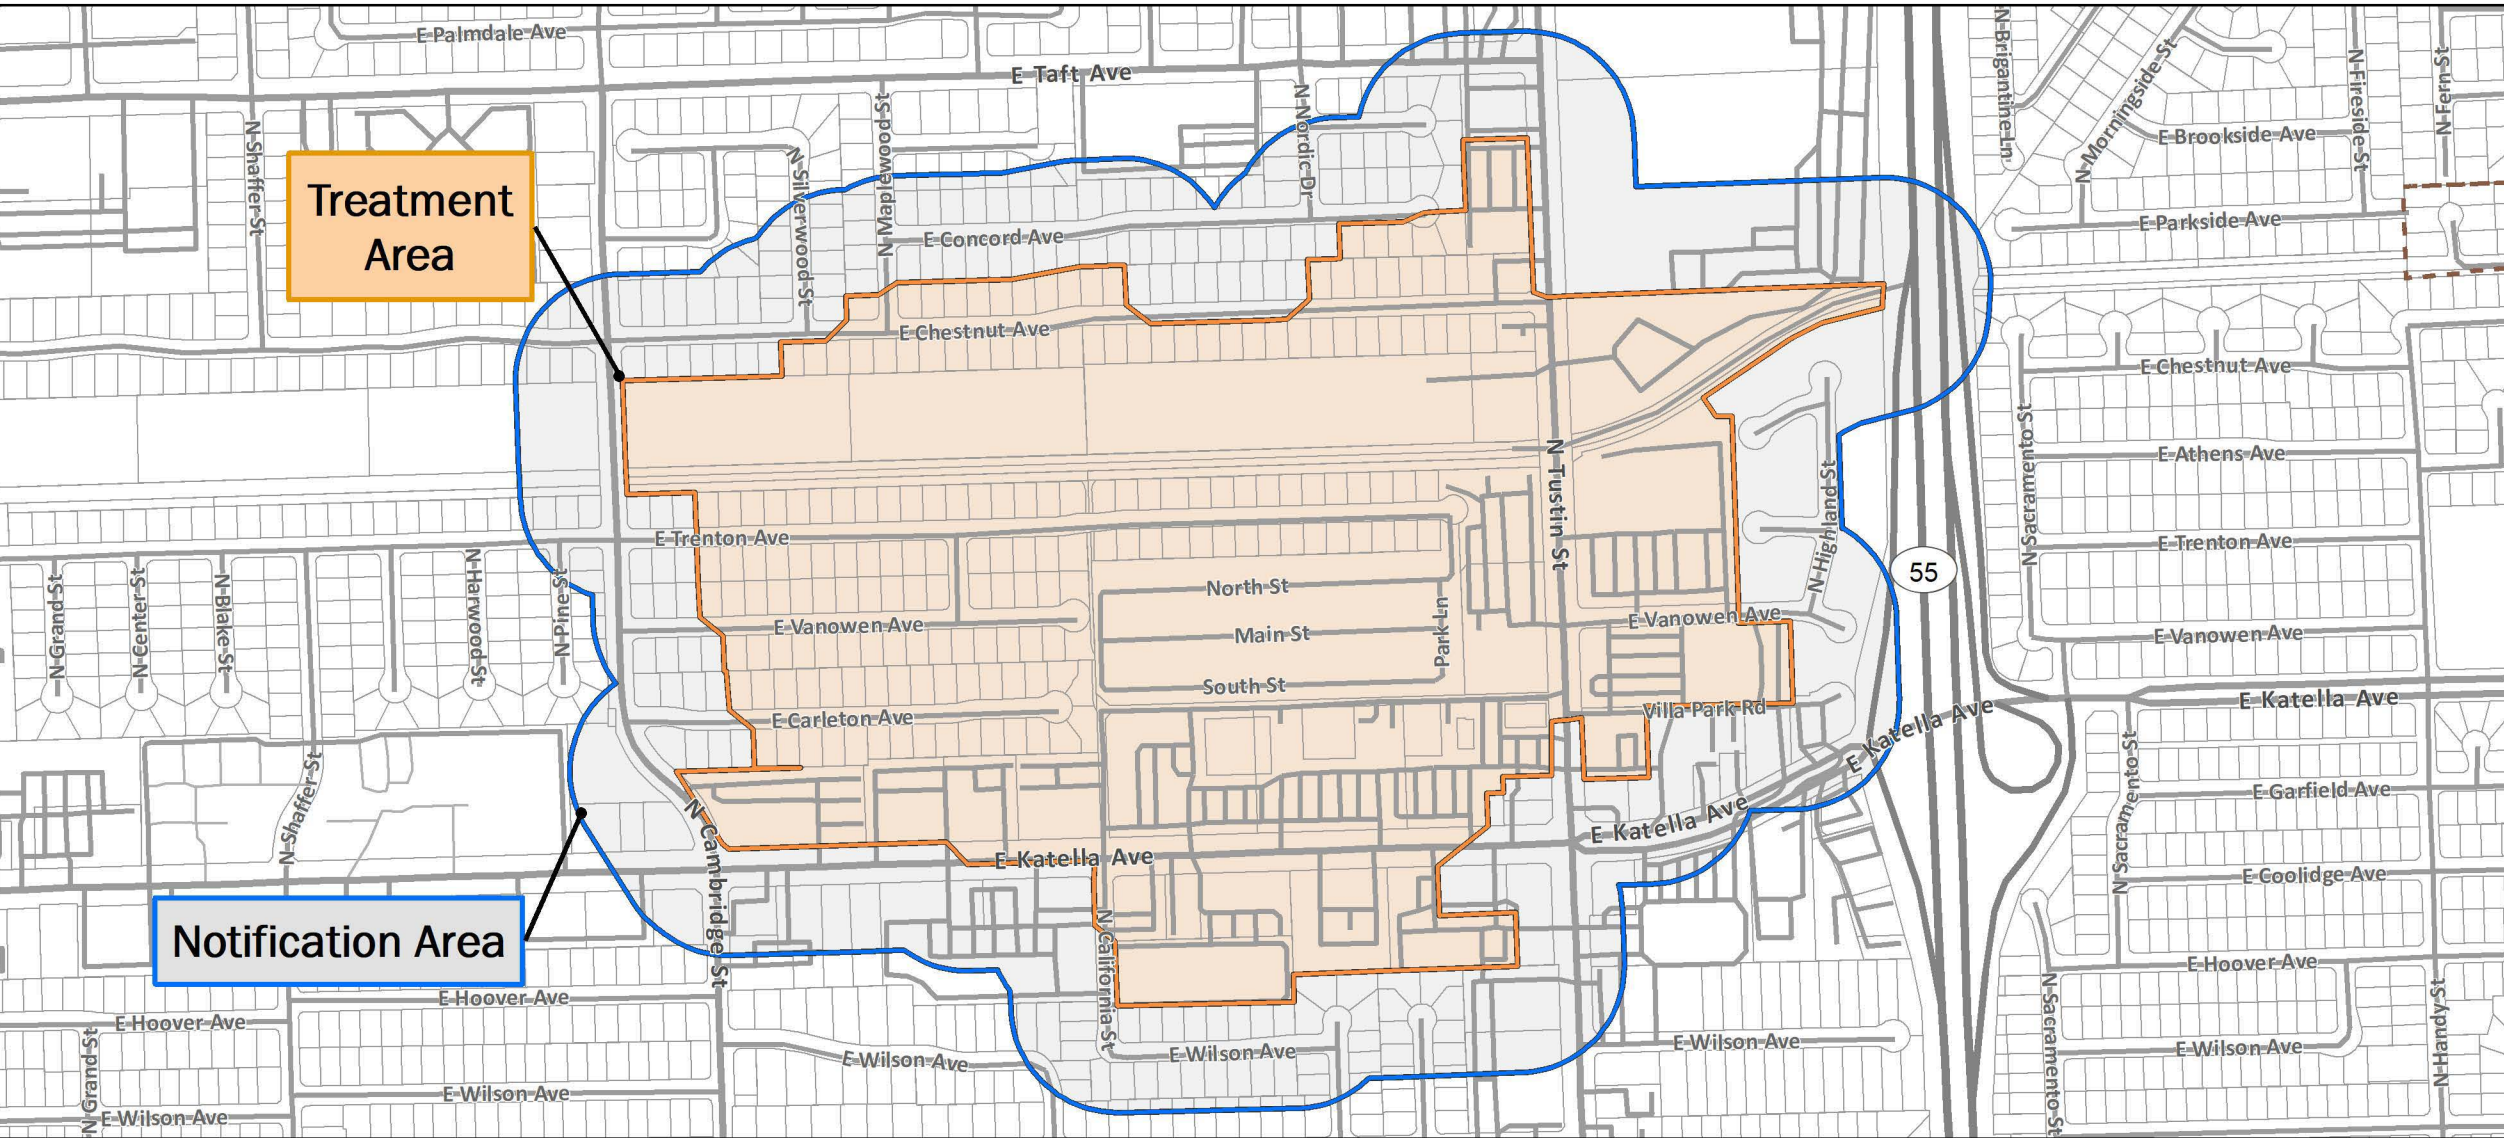 E Palmdale Ave
E Taft Ave
N Shaffer St
N Silverwood St
N Maplewood St
N Nordic Dr
N Brigantine Ln
N Morningside St
N Fireside St
N Fern St
E Brookside Ave
E Parkside Ave
Treatment
Area
E Concord Ave
E Chestnut Ave
E Chestnut Ave
E Athens Ave
N Sacramento St
N Tustin St
N Highland St
E Trenton Ave
E Trenton Ave
55
N Grand St
N Center St
N Blake St
N Harwood St
N Pine St
North St
E Vanowen Ave
Main St
Park Ln
E Vanowen Ave
E Vanowen Ave
South St
E Carleton Ave
Villa Park Rd
E Katella Ave
E Katella Ave
N Shaffer St
N Cambridge St
E Katella Ave
E Katella Ave
N Sacramento St
E Garfield Ave
E Coolidge Ave
Notification Area
N California St
E Hoover Ave
E Hoover Ave
E Hoover Ave
N Sacramento St
N Handy St
N Grand St
E Wilson Ave
E Wilson Ave
E Wilson Ave
E Wilson Ave
E Wilson Ave
E Wilson Ave